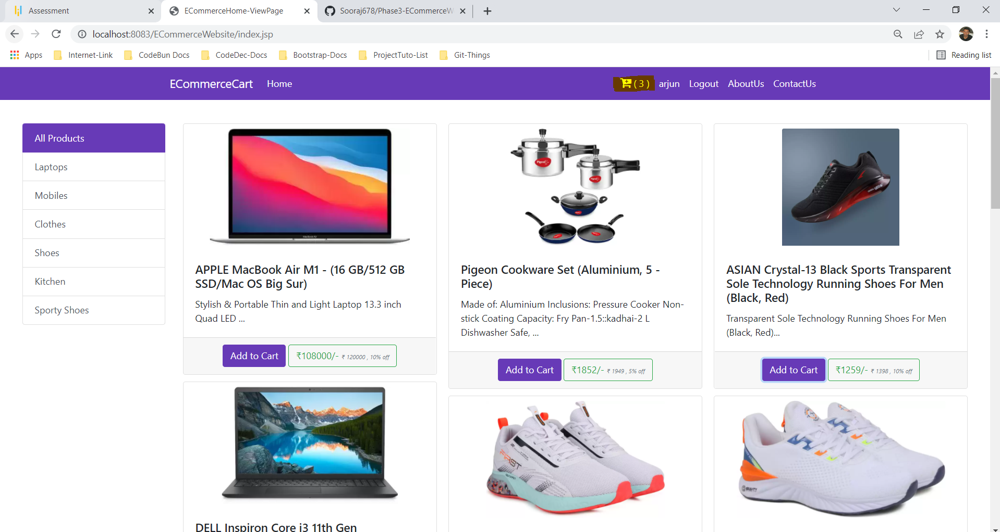 Assessment
ECommerceHome-ViewPage
Sooraj678/Phase3-ECommerceW
localhost:8083/ECommerceWebsite/index.jsp
Apps
Internet-Link
CodeBun Docs
CodeDec-Docs
Bootstrap-Docs
ProjectTuto-List
Git-Things
Reading list
ECommerceCart
Home
( 3 )
arjun
Logout
AboutUs
ContactUs
All Products
Laptops
Mobiles
Clothes
Shoes
Kitchen
Sporty Shoes
MacBook Air
APPLE MacBook Air M1 - (16 GB/512 GB
SSD/Mac OS Big Sur)
Stylish & Portable Thin and Light Laptop 13.3 inch
Quad LED ...
Add to Cart
₹108000/- ₹ 120000 , 10% off
Pigeon
Pigeon
Pigeon Cookware Set (Aluminium, 5 -
Piece)
Made of: Aluminium Inclusions: Pressure Cooker Non-
stick Coating Capacity: Fry Pan-1.5::kadhai-2 L
Dishwasher Safe, ...
Add to Cart
₹1852/- ₹ 1949 , 5% off
ASIAN Crystal-13 Black Sports Transparent
Sole Technology Running Shoes For Men
(Black, Red)
Transparent Sole Technology Running Shoes For Men
(Black, Red)...
Add to Cart
₹1259/- ₹ 1398 , 10% off
DELL Inspiron Core i3 11th Gen
FIRST
BRAVITY